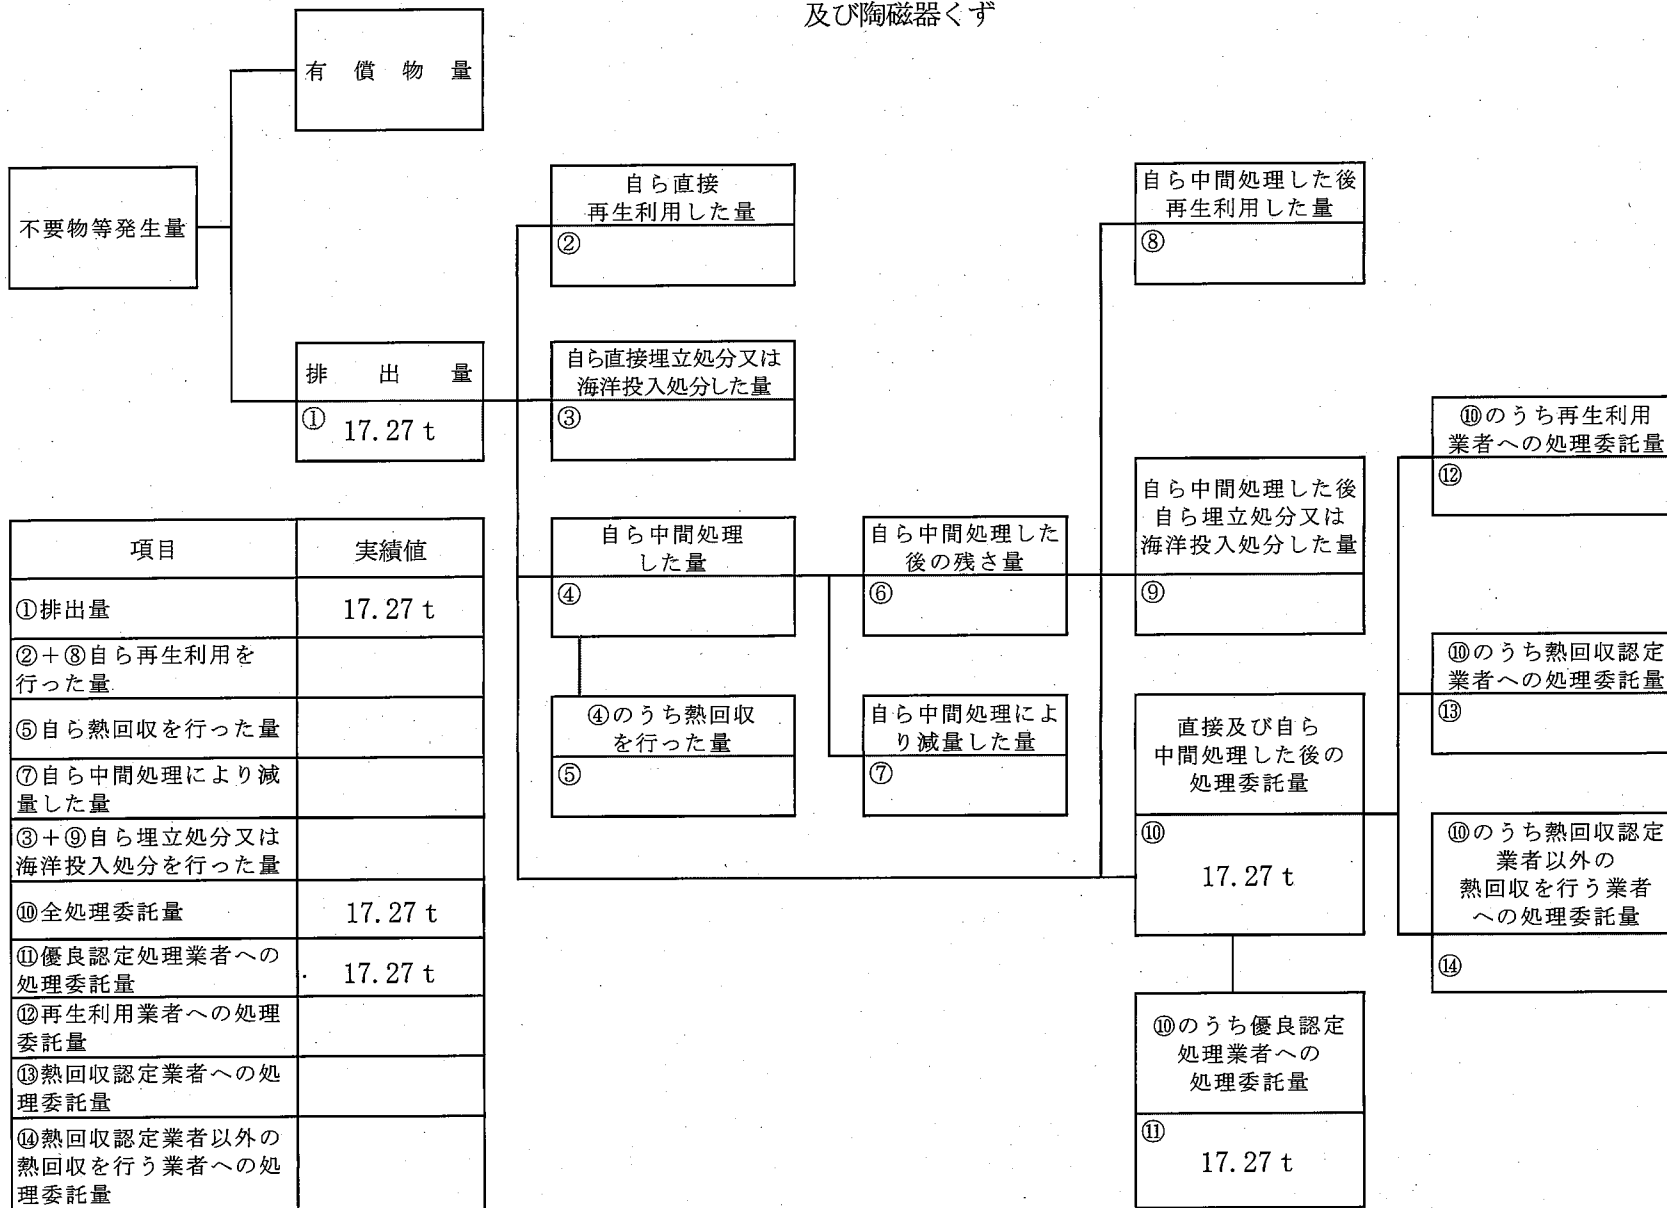 及び陶磁器くず
有償物量
不要物等発生量
排出量
① 17.27 t
自ら直接
再生利用した量
②
自ら直接埋立処分又は
海洋投入処分した量
③
自ら中間処理
した量
④
④のうち熱回収
を行った量
⑤
自ら中間処理した
後の残さ量
⑥
自ら中間処理によ
り減量した量
⑦
自ら中間処理した後
再生利用した量
⑧
自ら中間処理した後
自ら埋立処分又は
海洋投入処分した量
⑨
直接及び自ら
中間処理した後の
処理委託量
⑩
17.27 t
⑩のうち優良認定
処理業者への
処理委託量
⑪
17.27 t
⑩のうち再生利用
業者への処理委託量
⑫
⑩のうち熱回収認定
業者への処理委託量
⑬
⑩のうち熱回収認定
業者以外の
熱回収を行う業者
への処理委託量
⑭
項目 実績値
①排出量 17.27 t
②+⑧自ら再生利用を
行った量
⑤自ら熱回収を行った量
⑦自ら中間処理により減
量した量
③+⑨自ら埋立処分又は
海洋投入処分を行った量
⑩全処理委託量 17.27 t
⑪優良認定処理業者への
処理委託量 17.27 t
⑫再生利用業者への処理
委託量
⑬熱回収認定業者への処
理委託量
⑭熱回収認定業者以外の
熱回収を行う業者への処
理委託量